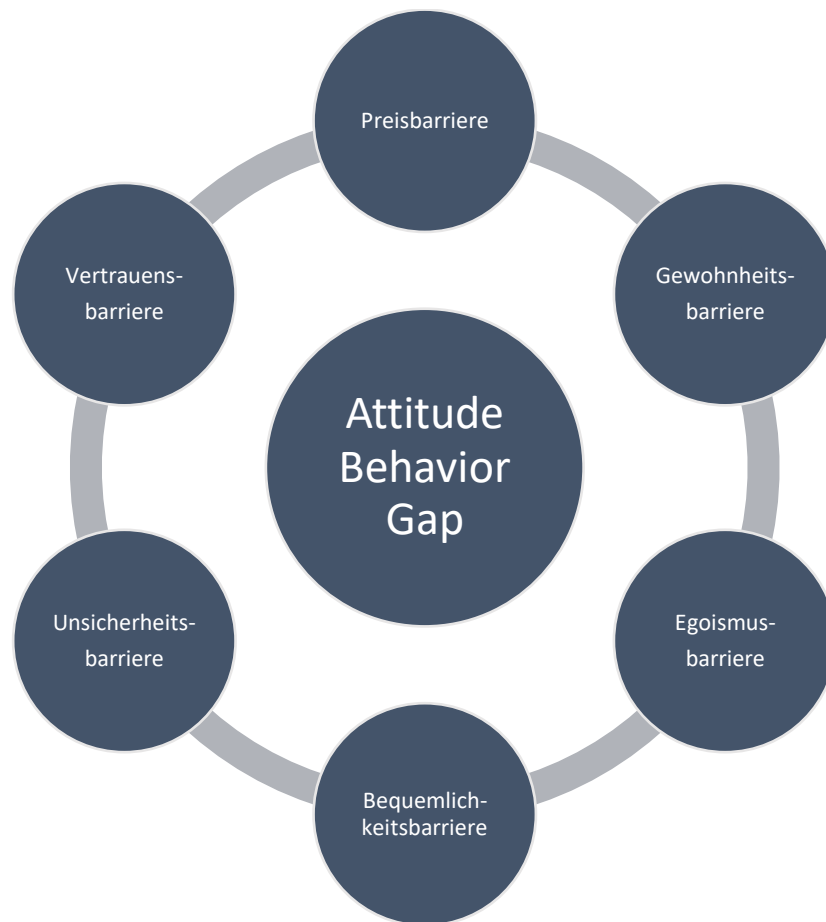 Preisbarriere
Vertrauens-
barriere
Gewohnheits-
barriere
Attitude
Behavior
Gap
Unsicherheits-
barriere
Egoismus-
barriere
Bequemlich-
keitsbarriere